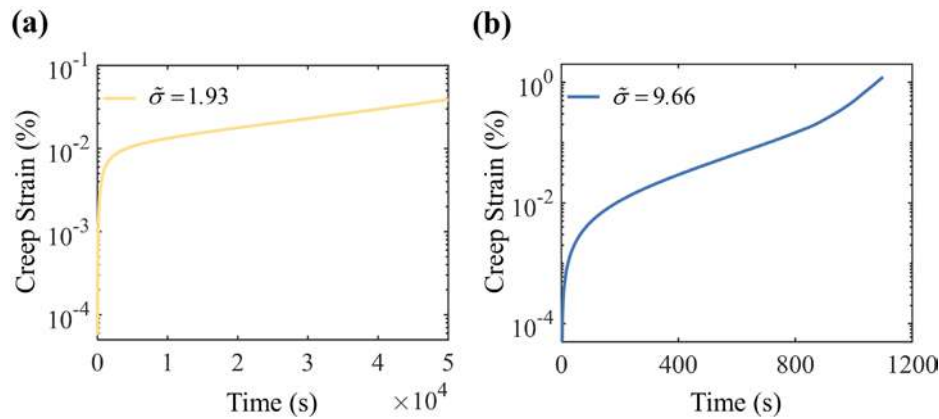 (a)
10^-1
10^-2
10^-3
10^-4
Creep Strain (%)
σ̃ = 1.93
0 1 2 3 4 5
×10^4
Time (s)
(b)
10^0
10^-2
10^-4
Creep Strain (%)
σ̃ = 9.66
0 400 800 1200
Time (s)